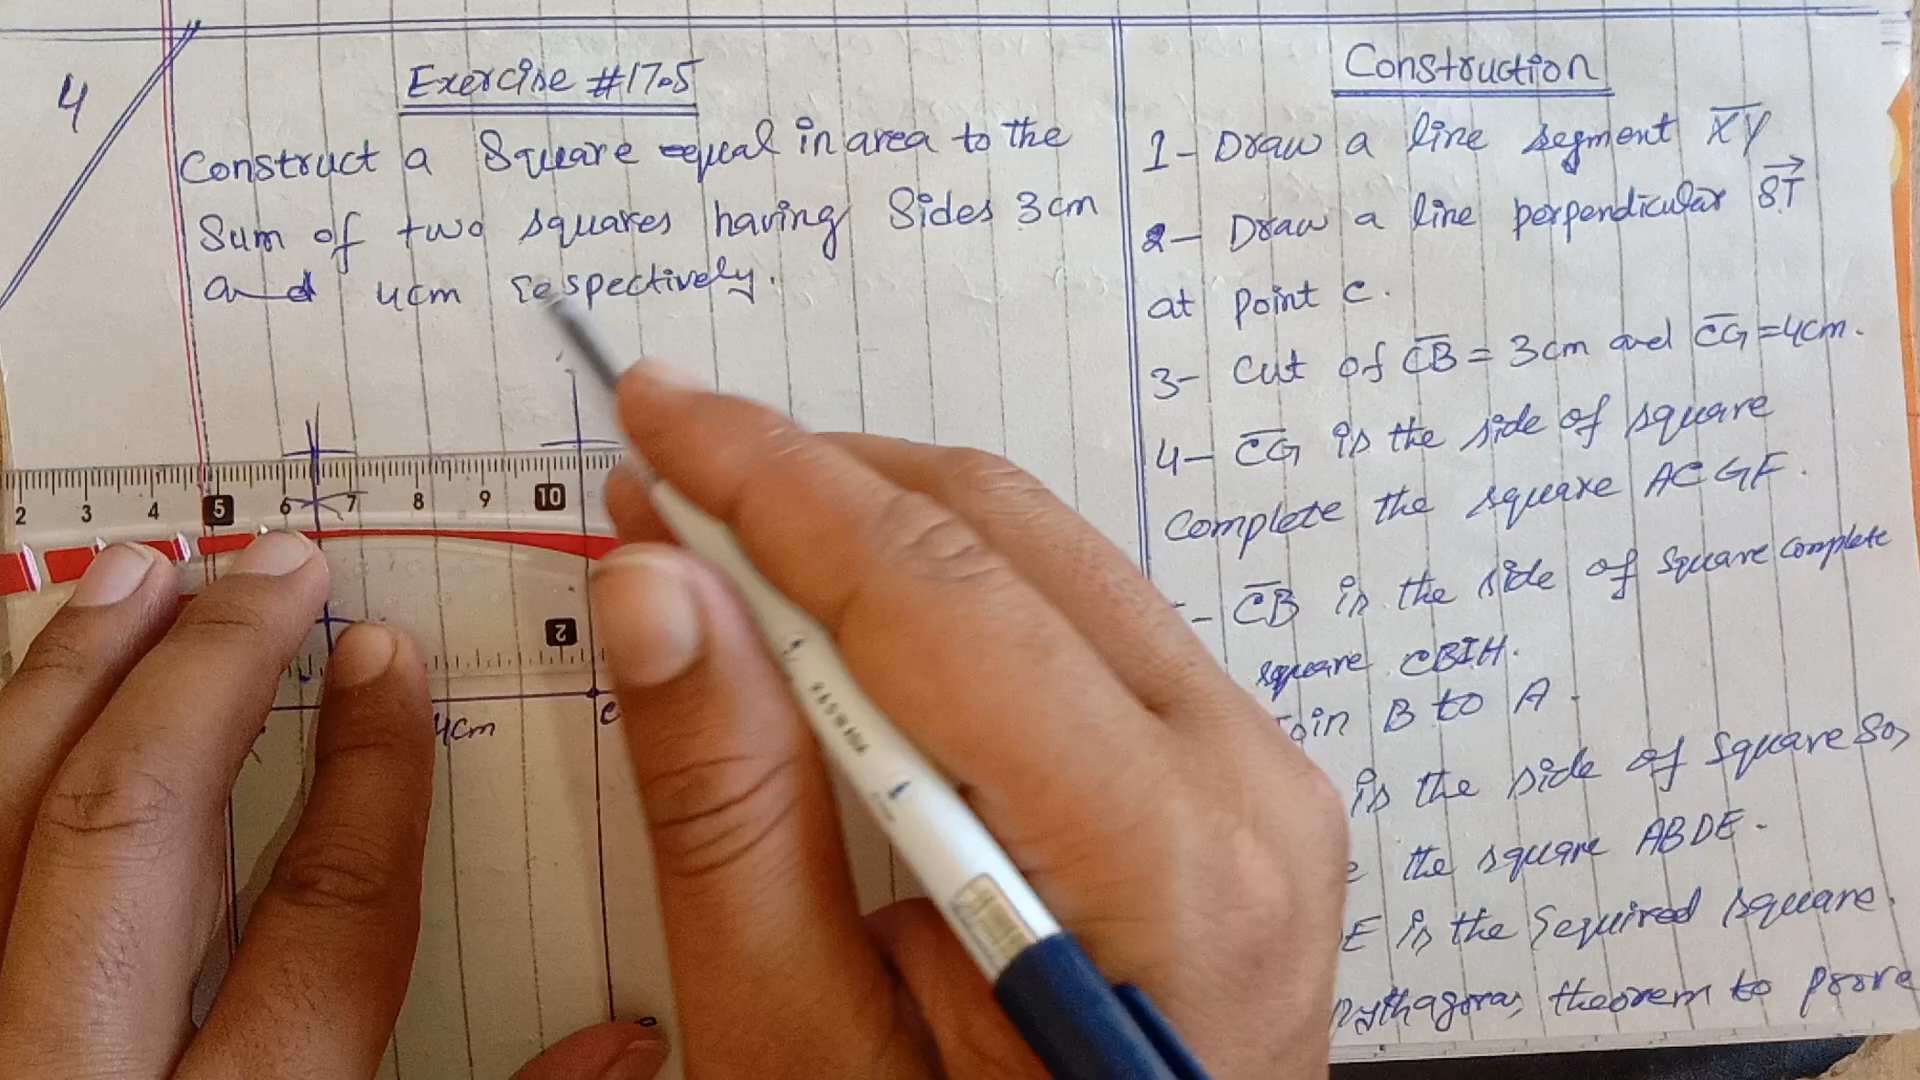 4
Exercise #17.5
Construct a Square equal in area to the
Sum of two squares having Sides 3cm
and 4cm respectively.
2 3 4 5 6 7 8 9 10
2
4cm
C
Construction
1- Draw a line segment XY
2- Draw a line perpendicular ST
at point C.
3- Cut of CB = 3cm and CG = 4cm.
4- CG is the side of square
Complete the square ACGF.
- CB is the side of square complete
square CBIH.
Join B to A.
is the side of square So,
the square ABDE.
E is the required square.
Pythagoras theorem to prove